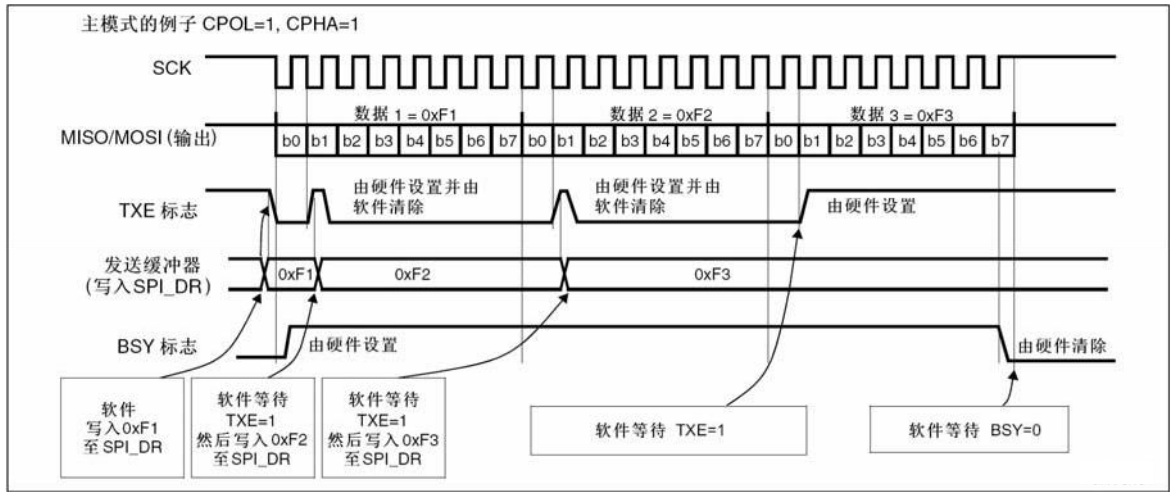 主模式的例子 CPOL=1, CPHA=1
SCK
数据 1 = 0xF1
数据 2 = 0xF2
数据 3 = 0xF3
MISO/MOSI (输出)
b0 b1 b2 b3 b4 b5 b6 b7 b0 b1 b2 b3 b4 b5 b6 b7 b0 b1 b2 b3 b4 b5 b6 b7
TXE 标志
由硬件设置并由
软件清除
由硬件设置并由
软件清除
由硬件设置
发送缓冲器
(写入SPI_DR)
0xF1
0xF2
0xF3
BSY 标志
由硬件设置
由硬件清除
软件
写入0xF1
至SPI_DR
软件等待
TXE=1
然后写入0xF2
至SPI_DR
软件等待
TXE=1
然后写入0xF3
至SPI_DR
软件等待 TXE=1
软件等待 BSY=0